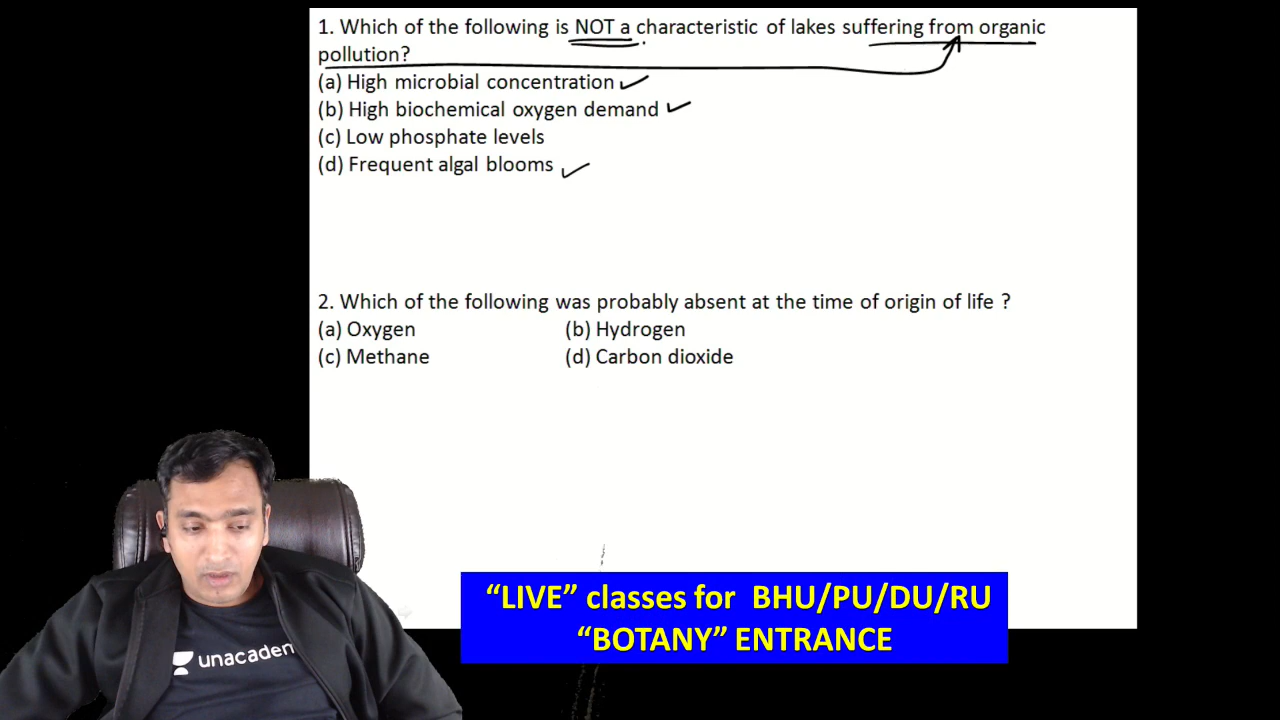 1. Which of the following is NOT a characteristic of lakes suffering from organic
pollution?
(a) High microbial concentration
(b) High biochemical oxygen demand
(c) Low phosphate levels
(d) Frequent algal blooms
2. Which of the following was probably absent at the time of origin of life ?
(a) Oxygen (b) Hydrogen
(c) Methane (d) Carbon dioxide
“LIVE” classes for BHU/PU/DU/RU
“BOTANY” ENTRANCE
unacaden